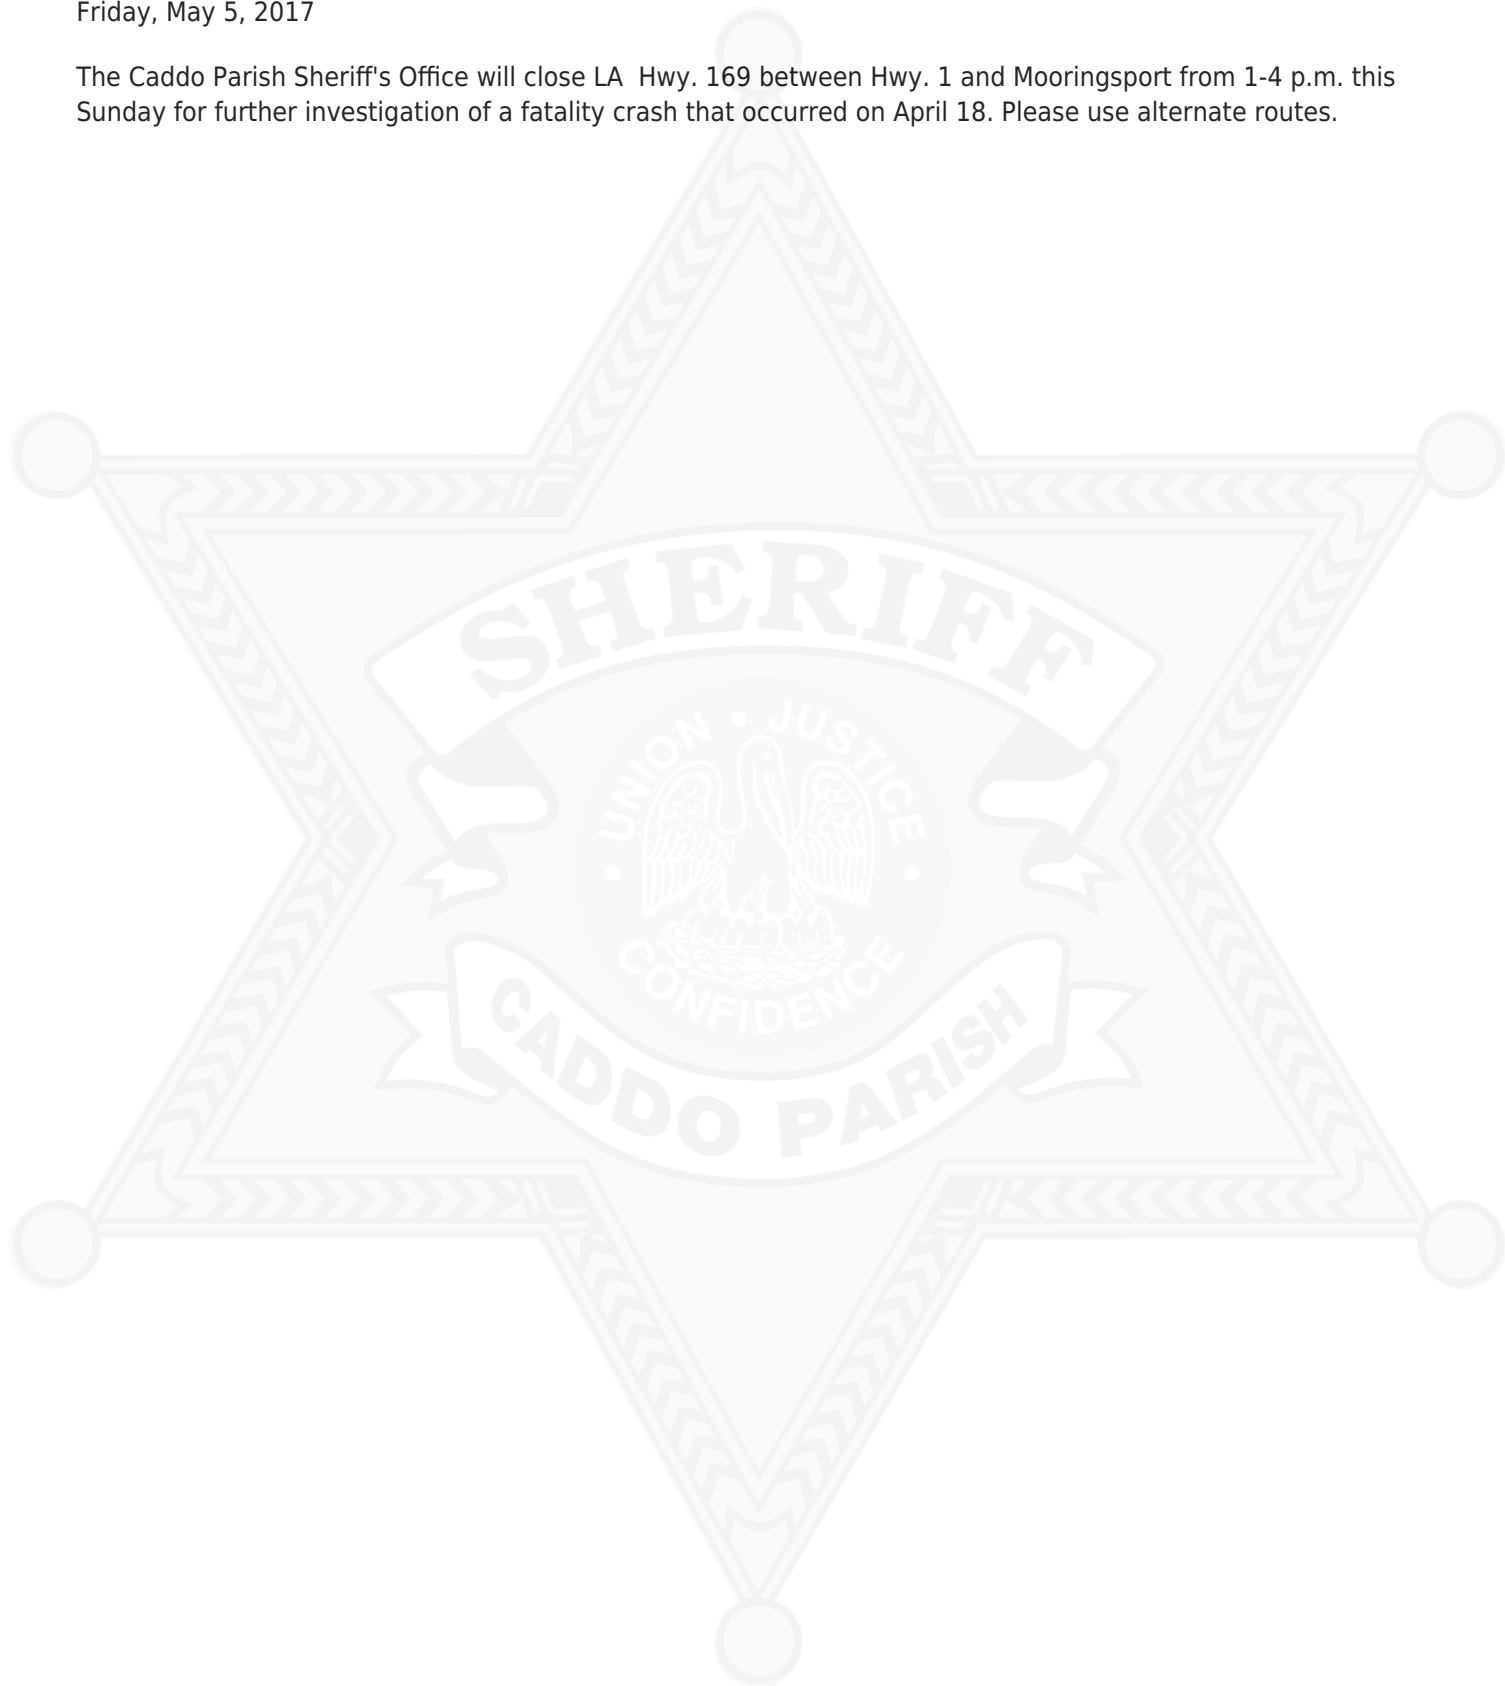 Friday, May 5, 2017
The Caddo Parish Sheriff's Office will close LA  Hwy. 169 between Hwy. 1 and Mooringsport from 1-4 p.m. this
Sunday for further investigation of a fatality crash that occurred on April 18. Please use alternate routes.
SHERIFF
UNION • JUSTICE
CONFIDENCE
CADDO PARISH